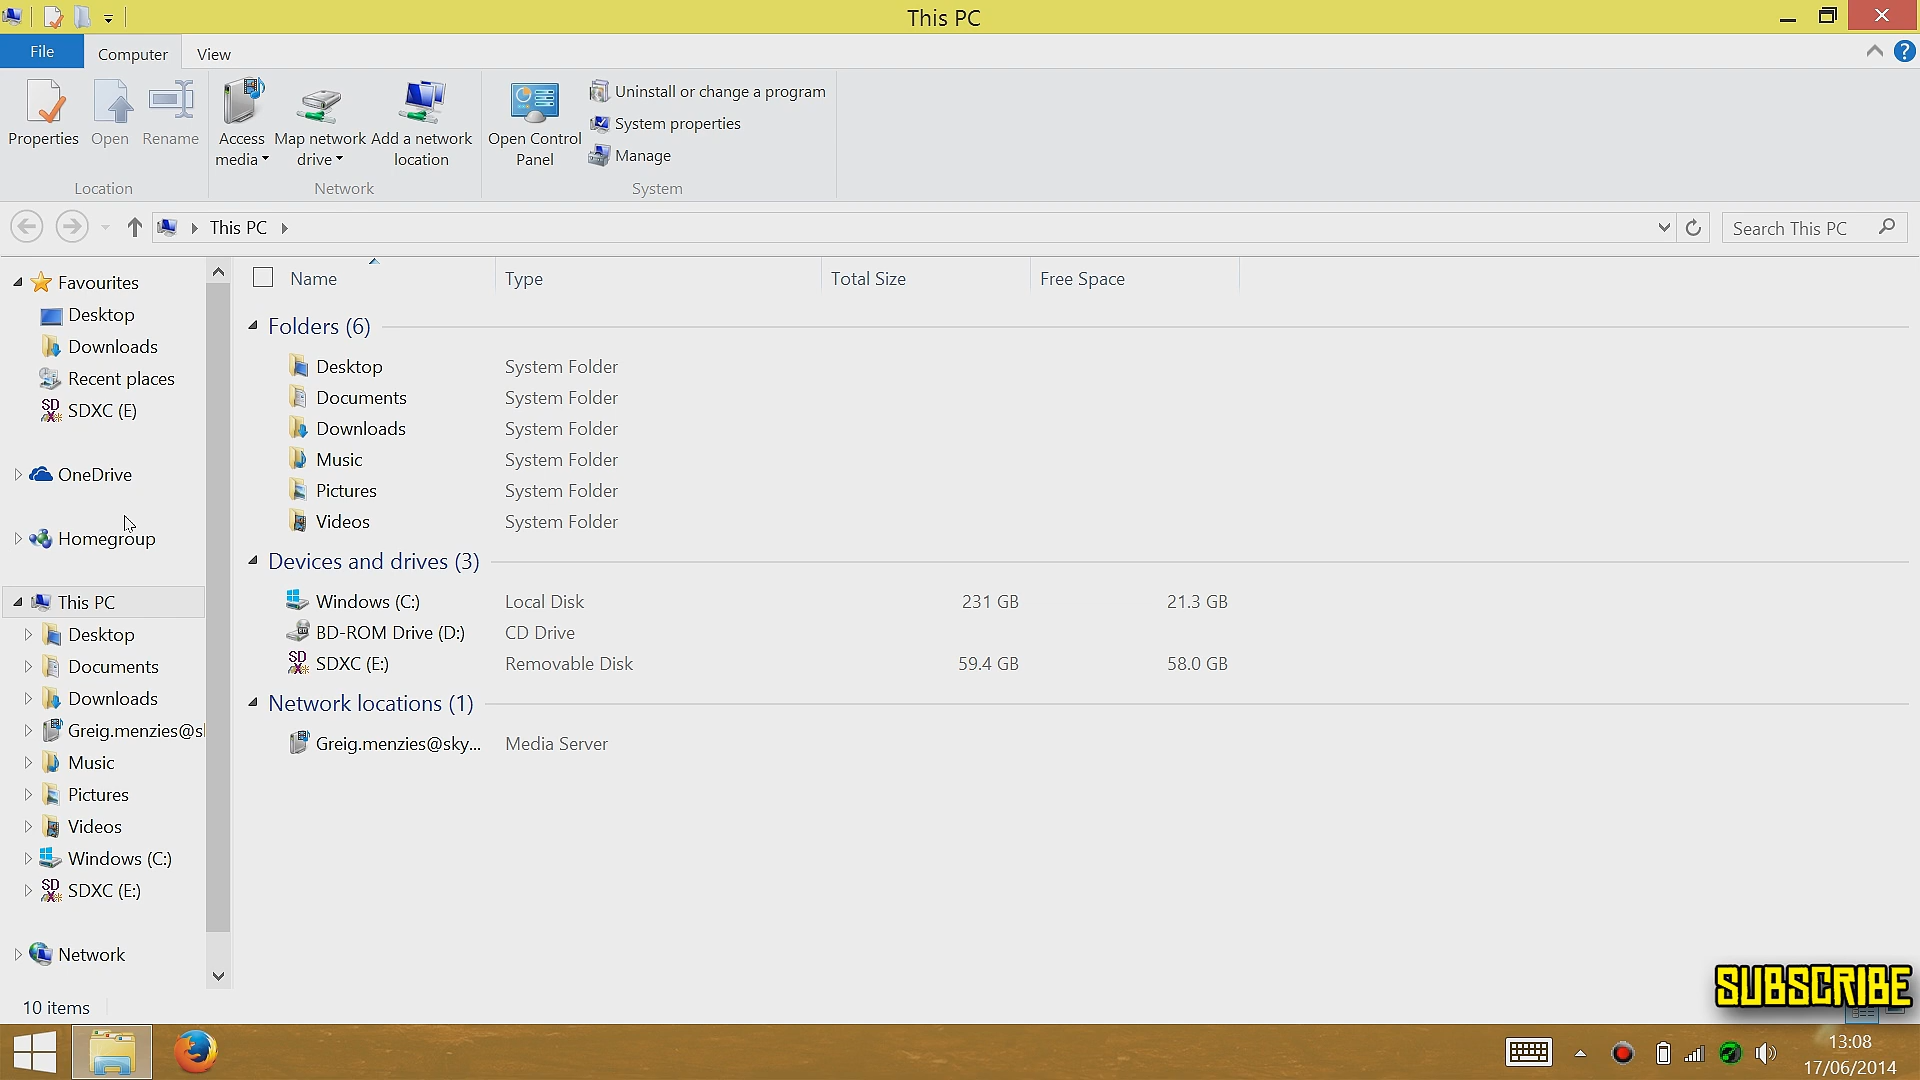 This PC
File
Computer
View
Properties
Open
Rename
Access
media
Map network
drive
Add a network
location
Open Control
Panel
Uninstall or change a program
System properties
Manage
Location
Network
System
This PC
Search This PC
Favourites
Desktop
Downloads
Recent places
SDXC (E)
OneDrive
Homegroup
This PC
Desktop
Documents
Downloads
Greig.menzies@sl
Music
Pictures
Videos
Windows (C:)
SDXC (E:)
Network
Name
Type
Total Size
Free Space
Folders (6)
Desktop System Folder
Documents System Folder
Downloads System Folder
Music System Folder
Pictures System Folder
Videos System Folder
Devices and drives (3)
Windows (C:) Local Disk 231 GB 21.3 GB
BD-ROM Drive (D:) CD Drive
SDXC (E:) Removable Disk 59.4 GB 58.0 GB
Network locations (1)
Greig.menzies@sky... Media Server
10 items
SUBSCRIBE
13:08
17/06/2014